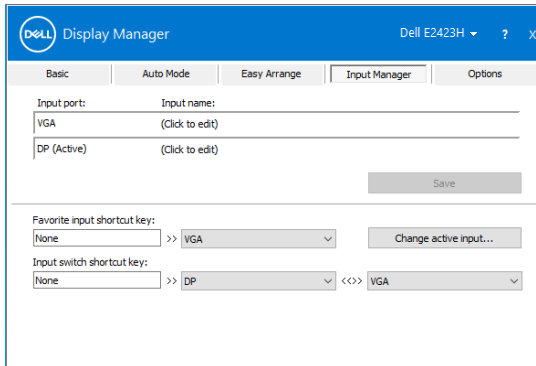 DELL Display Manager Dell E2423H ? X
Basic Auto Mode Easy Arrange Input Manager Options
Input port: Input name:
VGA (Click to edit)
DP (Active) (Click to edit)
Save
Favorite input shortcut key:
None >> VGA Change active input...
Input switch shortcut key:
None >> DP <<>> VGA